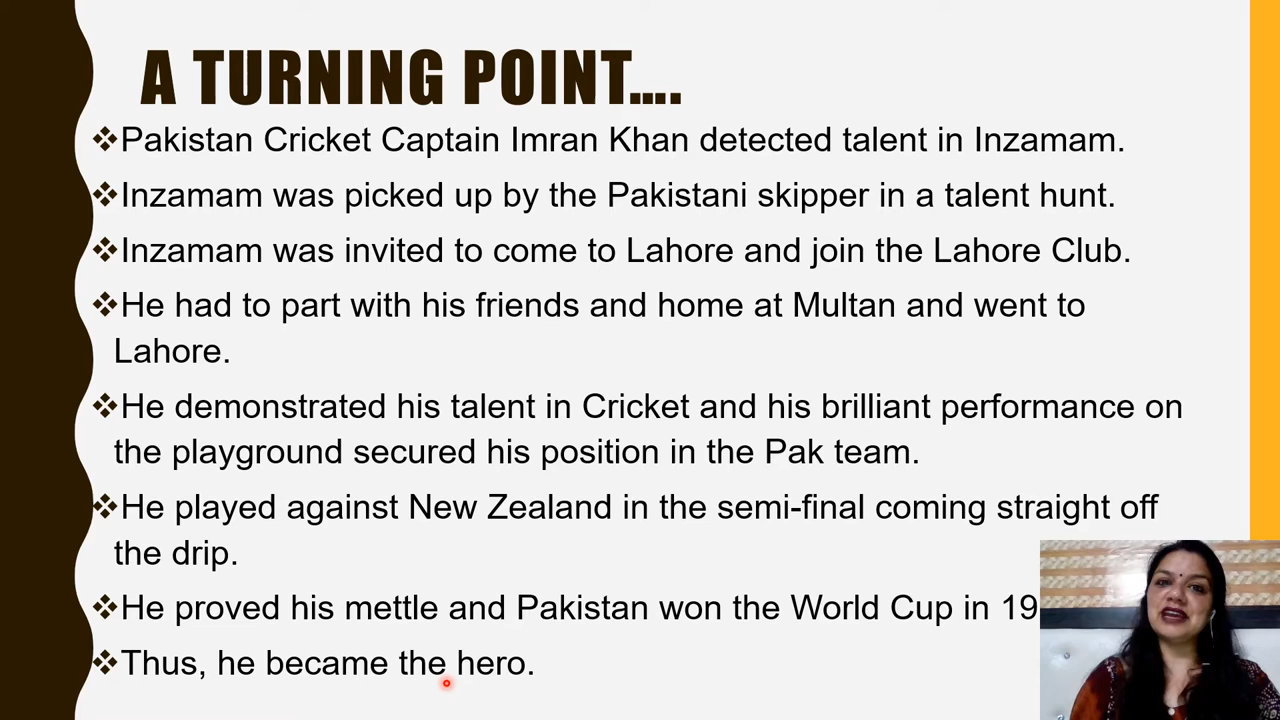 A TURNING POINT....
❖Pakistan Cricket Captain Imran Khan detected talent in Inzamam.
❖Inzamam was picked up by the Pakistani skipper in a talent hunt.
❖Inzamam was invited to come to Lahore and join the Lahore Club.
❖He had to part with his friends and home at Multan and went to
Lahore.
❖He demonstrated his talent in Cricket and his brilliant performance on
the playground secured his position in the Pak team.
❖He played against New Zealand in the semi-final coming straight off
the drip.
❖He proved his mettle and Pakistan won the World Cup in 19
❖Thus, he became the hero.